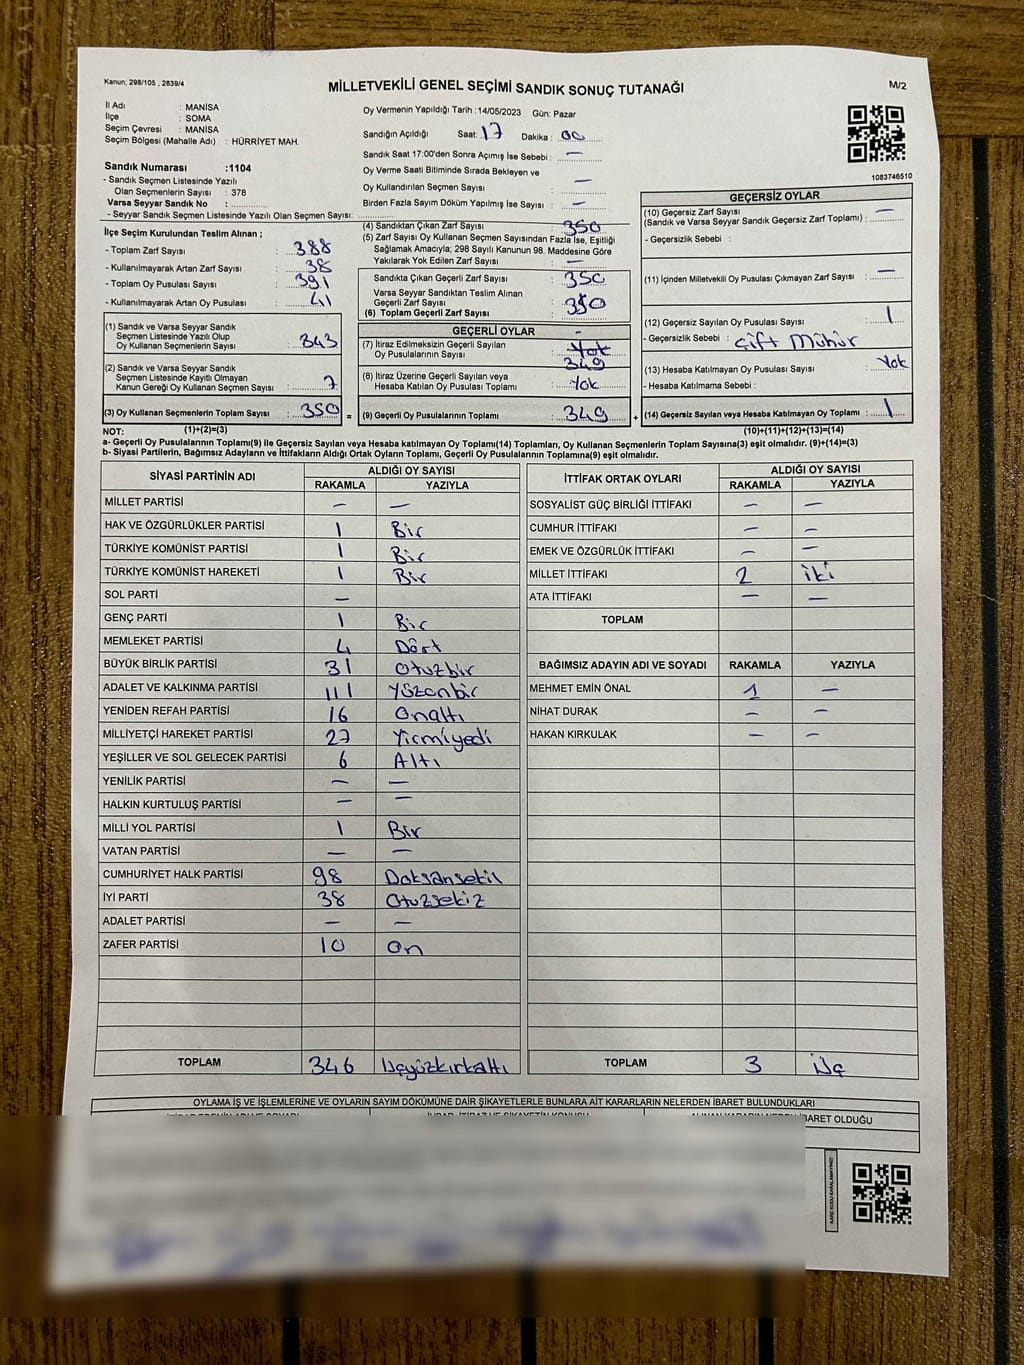 Kanun; 298/105 , 2839/4
MİLLETVEKİLİ GENEL SEÇİMİ SANDIK SONUÇ TUTANAĞI
M/2
İl Adı : MANİSA
İlçe : SOMA
Seçim Çevresi : MANİSA
Seçim Bölgesi (Mahalle Adı) : HÜRRİYET MAH.
Sandık Numarası :1104
- Sandık Seçmen Listesinde Yazılı
Olan Seçmenlerin Sayısı : 378
Varsa Seyyar Sandık No :
- Seyyar Sandık Seçmen Listesinde Yazılı Olan Seçmen Sayısı:
Oy Vermenin Yapıldığı Tarih :14/05/2023 Gün: Pazar
Sandığın Açıldığı Saat: 17 Dakika : 00
Sandık Saat 17:00'den Sonra Açımış İse Sebebi : —
Oy Verme Saati Bitiminde Sırada Bekleyen ve
Oy Kullandırılan Seçmen Sayısı : —
Birden Fazla Sayım Döküm Yapılmış İse Sayısı : —
1083746510
İlçe Seçim Kurulundan Teslim Alınan ;
- Toplam Zarf Sayısı : 388
- Kullanılmayarak Artan Zarf Sayısı : 38
- Toplam Oy Pusulası : 391
- Kullanılmayarak Artan Oy Pusulası : 41
(1) Sandık ve Varsa Seyyar Sandık
Seçmen Listesinde Yazılı Olup
Oy Kullanan Seçmenlerin Sayısı : 343
(2) Sandık ve Varsa Seyyar Sandık
Seçmen Listesinde Kayıtlı Olmayan
Kanun Gereği Oy Kullanan Seçmen Sayısı : 7
(3) Oy Kullanan Seçmenlerin Toplam Sayısı : 350 =
(4) Sandıktan Çıkan Zarf Sayısı : 350
(5) Zarf Sayısı Oy Kullanan Seçmen Sayısından Fazla İse, Eşitliği
Sağlamak Amacıyla; 298 Sayılı Kanunun 98. Maddesine Göre
Yakılarak Yok Edilen Zarf Sayısı : —
Sandıkta Çıkan Geçerli Zarf Sayısı : 350
Varsa Seyyar Sandıktan Teslim Alınan
Geçerli Zarf Sayısı : -
(6) Toplam Geçerli Zarf Sayısı : 350
GEÇERLİ OYLAR -
(7) İtiraz Edilmeksizin Geçerli Sayılan
Oy Pusulalarının Sayısı : Yok 349
(8) İtiraz Üzerine Geçerli Sayılan veya
Hesaba Katılan Oy Pusulası Toplamı : Yok
(9) Geçerli Oy Pusulalarının Toplamı : 349 +
GEÇERSİZ OYLAR
(10) Geçersiz Zarf Sayısı
(Sandık ve Varsa Seyyar Sandık Geçersiz Zarf Toplamı) : —
- Geçersizlik Sebebi :
(11) İçinden Milletvekili Oy Pusulası Çıkmayan Zarf Sayısı : —
(12) Geçersiz Sayılan Oy Pusulası Sayısı : 1
- Geçersizlik Sebebi : Çift Mühür
(13) Hesaba Katılmayan Oy Pusulası Sayısı : Yok
- Hesaba Katılmama Sebebi :
(14) Geçersiz Sayılan veya Hesaba Katılmayan Oy Toplamı : 1
NOT: (1)+(2)=(3) (10)+(11)+(12)+(13)=(14)
a- Geçerli Oy Pusulalarının Toplamı(9) ile Geçersiz Sayılan veya Hesaba katılmayan Oy Toplamı(14) Toplamları, Oy Kullanan Seçmenlerin Toplam Sayısına(3) eşit olmalıdır. (9)+(14)=(3)
b- Siyasi Partilerin, Bağımsız Adayların ve İttifakların Aldığı Ortak Oyların Toplamı, Geçerli Oy Pusulalarının Toplamına(9) eşit olmalıdır.
SİYASİ PARTİNİN ADI ALDIĞI OY SAYISI
RAKAMLA YAZIYLA
MİLLET PARTİSİ — —
HAK VE ÖZGÜRLÜKLER PARTİSİ 1 Bir
TÜRKİYE KOMÜNİST PARTİSİ 1 Bir
TÜRKİYE KOMÜNİST HAREKETİ 1 Bir
SOL PARTİ —
GENÇ PARTİ 1 Bir
MEMLEKET PARTİSİ 4 Dört
BÜYÜK BİRLİK PARTİSİ 31 Otuzbir
ADALET VE KALKINMA PARTİSİ 111 Yüzonbir
YENİDEN REFAH PARTİSİ 16 Onaltı
MİLLİYETÇİ HAREKET PARTİSİ 27 Yirmiyedi
YEŞİLLER VE SOL GELECEK PARTİSİ 6 Altı
YENİLİK PARTİSİ — —
HALKIN KURTULUŞ PARTİSİ — —
MİLLİ YOL PARTİSİ 1 Bir
VATAN PARTİSİ — —
CUMHURİYET HALK PARTİSİ 98 Doksansekil
İYİ PARTİ 38 Otuzsekiz
ADALET PARTİSİ — —
ZAFER PARTİSİ 10 On
TOPLAM 346 Üçyüzkırkaltı
İTTİFAK ORTAK OYLARI ALDIĞI OY SAYISI
RAKAMLA YAZIYLA
SOSYALİST GÜÇ BİRLİĞİ İTTİFAKI — —
CUMHUR İTTİFAKI — —
EMEK VE ÖZGÜRLÜK İTTİFAKI — —
MİLLET İTTİFAKI 2 iki
ATA İTTİFAKI — —
TOPLAM
BAĞIMSIZ ADAYIN ADI VE SOYADI RAKAMLA YAZIYLA
MEHMET EMİN ÖNAL 1 —
NİHAT DURAK — —
HAKAN KIRKULAK — —
TOPLAM 3 Üç
OYLAMA İŞ VE İŞLEMLERİNE VE OYLARIN SAYIM DÖKÜMÜNE DAİR ŞİKAYETLERLE BUNLARA AİT KARARLARIN NELERDEN İBARET BULUNDUKLARI
İBARET OLDUĞU
KARE KODU KARALAMAYINIZ!